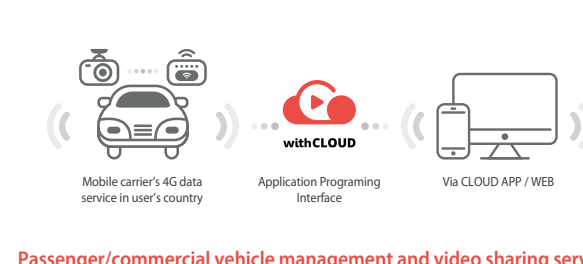 withCLOUD
Mobile carrier's 4G data
service in user's country
Application Programing
Interface
Via CLOUD APP / WEB
Passenger/commercial vehicle management and video sharing